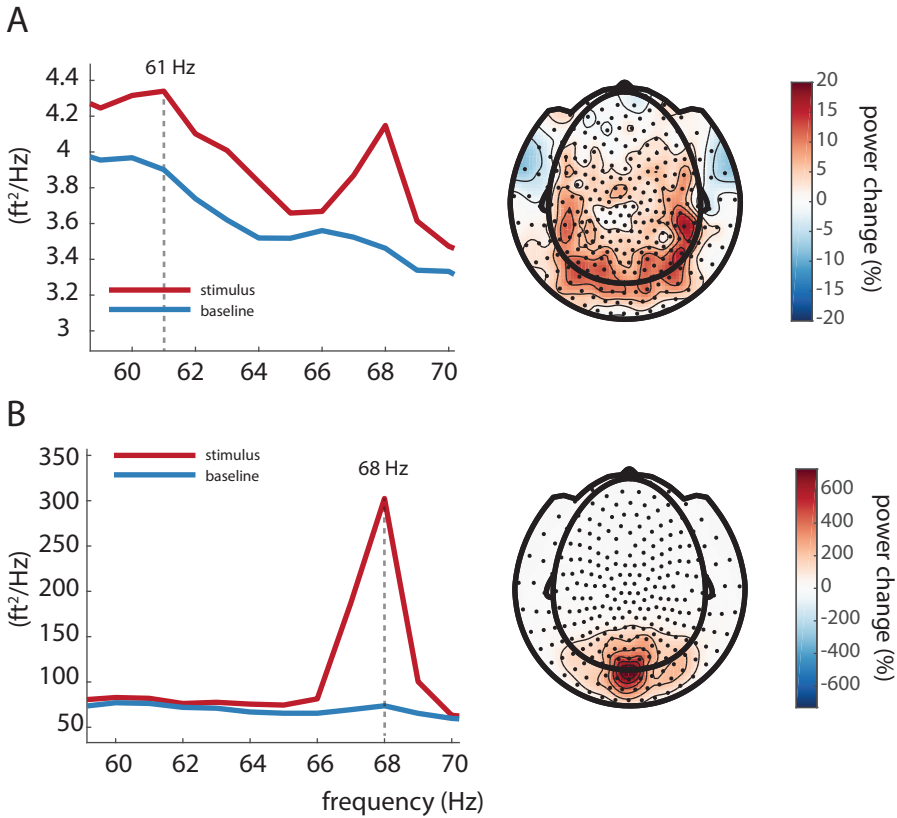 A
61 Hz
(ft²/Hz)
4.4
4.2
4
3.8
3.6
3.4
3.2
3
stimulus
baseline
60 62 64 66 68 70
20
15
10
5
0
-5
-10
-15
-20
power change (%)
B
(ft²/Hz)
350
300
250
200
150
100
50
stimulus
baseline
68 Hz
60 62 64 66 68 70
frequency (Hz)
600
400
200
0
-200
-400
-600
power change (%)